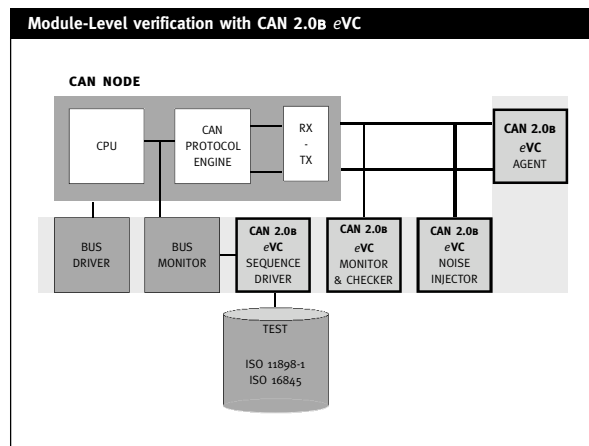 Module-Level verification with CAN 2.0B eVC
CAN NODE
CPU
CAN
PROTOCOL
ENGINE
RX
-
TX
CAN 2.0B
eVC
AGENT
BUS
DRIVER
BUS
MONITOR
CAN 2.0B
eVC
SEQUENCE
DRIVER
CAN 2.0B
eVC
MONITOR
& CHECKER
CAN 2.0B
eVC
NOISE
INJECTOR
TEST
ISO 11898-1
ISO 16845